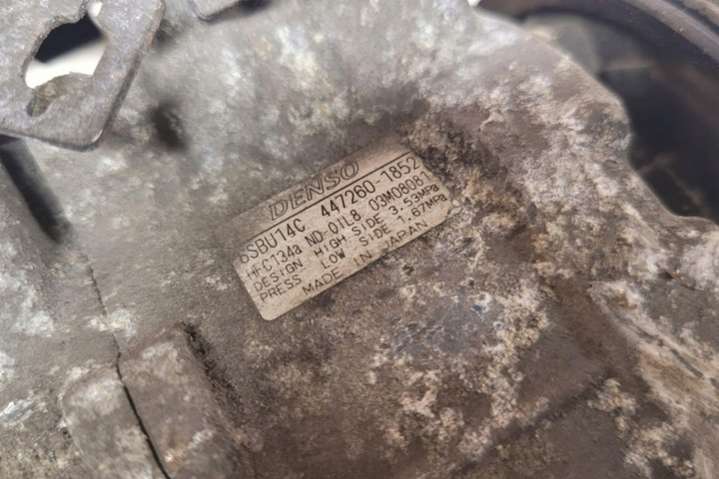 DENSO
6SBU14C 447260-1852
HFC134a ND-OIL8 03M08081
DESIGN HIGH SIDE 3.53MPa
PRESS LOW SIDE 1.67MPa
MADE IN JAPAN